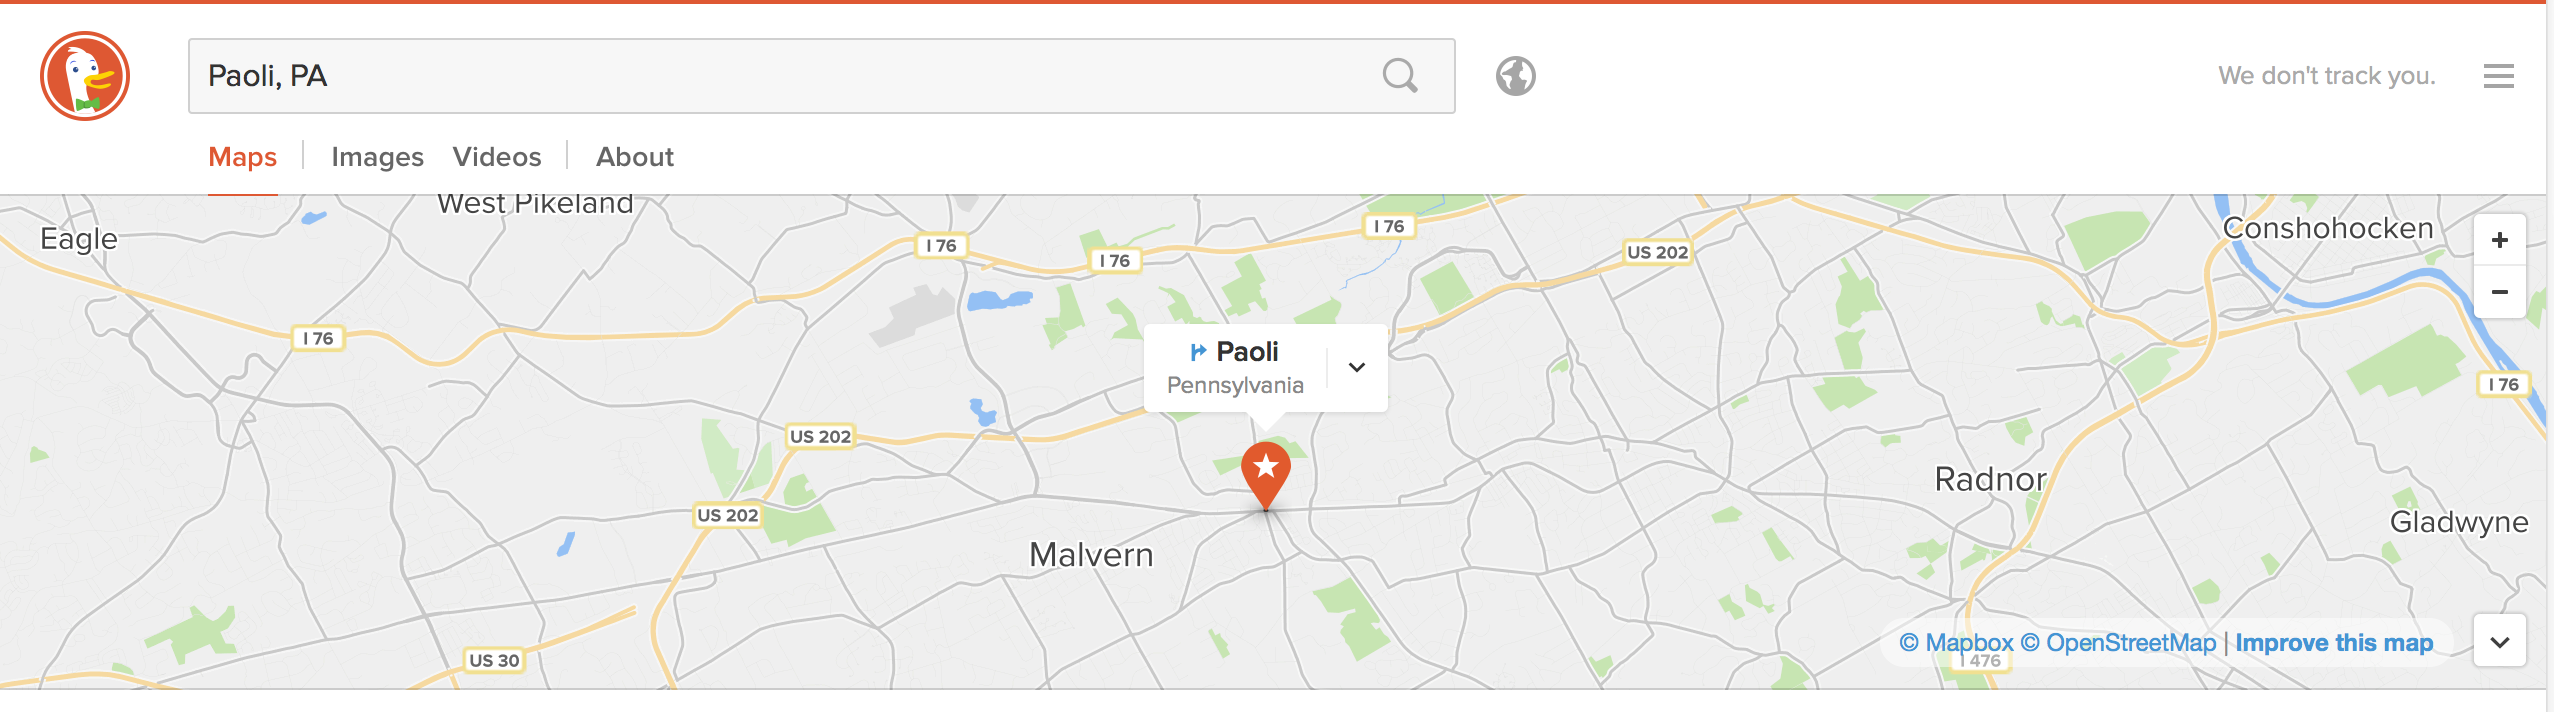 Paoli, PA
We don't track you.
Maps
Images
Videos
About
West Pikeland
Eagle
Conshohocken
I 76
I 76
I 76
US 202
+
−
I 76
Paoli
Pennsylvania
I 76
US 202
Radnor
US 202
Gladwyne
Malvern
© Mapbox © OpenStreetMap | Improve this map
US 30
I 476